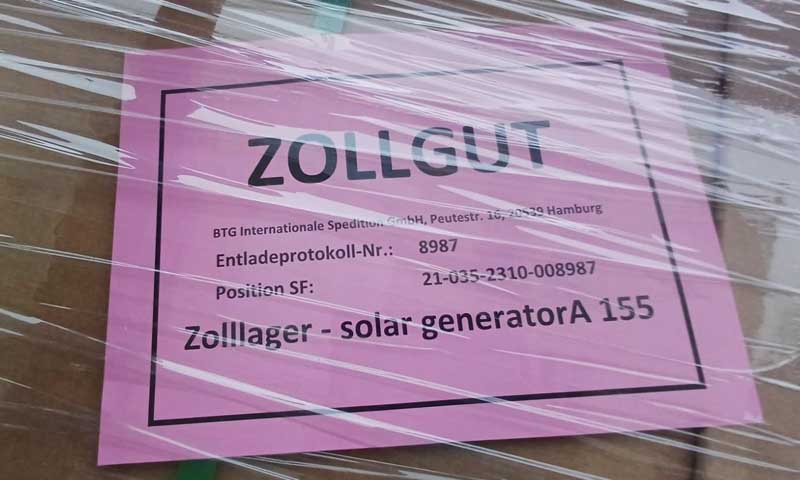 ZOLLGUT
BTG Internationale Spedition GmbH, Peutestr. 16, 20539 Hamburg
Entladeprotokoll-Nr.: 8987
Position SF: 21-035-2310-008987
Zolllager - solar generatorA 155